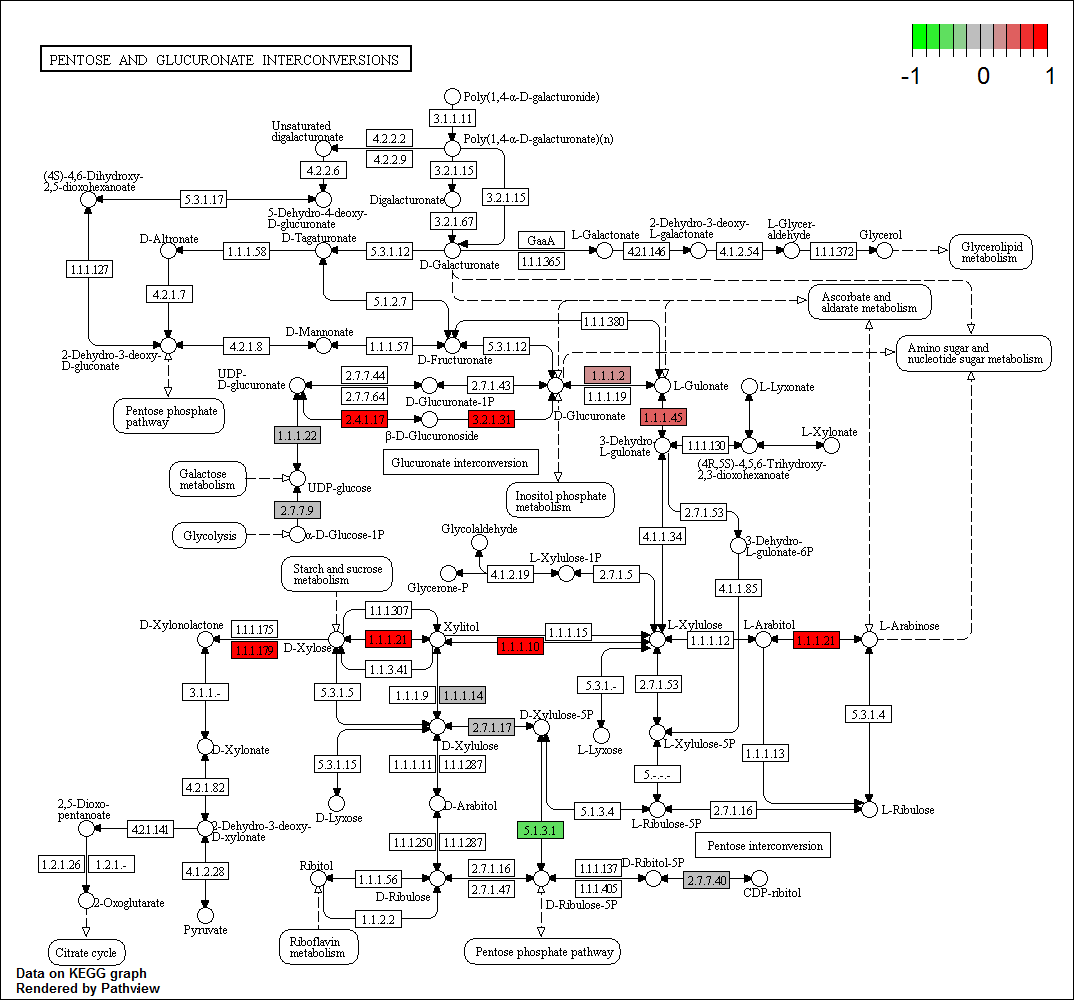 PENTOSE AND GLUCURONATE INTERCONVERSIONS
-1 0 1
Poly(1,4-α-D-galacturonide)
3.1.1.11
Unsaturated
digalacturonate
4.2.2.2
Poly(1,4-α-D-galacturonate)(n)
4.2.2.9
4.2.2.6
3.2.1.15
(4S)-4,6-Dihydroxy-
2,5-dioxohexanoate
5.3.1.17
Digalacturonate
3.2.1.15
5-Dehydro-4-deoxy-
D-glucuronate
3.2.1.67
D-Altronate
D-Tagaturonate
1.1.1.58
5.3.1.12
D-Galacturonate
GaaA
1.1.1365
L-Galactonate
4.2.1.146
2-Dehydro-3-deoxy-
L-galactonate
4.1.2.54
L-Glycer-
aldehyde
1.1.1372
Glycerol
Glycerolipid
metabolism
1.1.1.127
4.2.1.7
5.1.2.7
Ascorbate and
aldarate metabolism
1.1.1.380
2-Dehydro-3-deoxy-
D-gluconate
4.2.1.8
D-Mannonate
1.1.1.57
D-Fructuronate
5.3.1.12
Amino sugar and
nucleotide sugar metabolism
UDP-
D-glucuronate
2.7.7.44
2.7.7.64
D-Glucuronate-1P
2.7.1.43
1.1.1.2
1.1.1.19
L-Gulonate
L-Lyxonate
Pentose phosphate
pathway
2.4.1.17
β-D-Glucuronoside
3.2.1.31
D-Glucuronate
1.1.1.45
1.1.1.22
Glucuronate interconversion
3-Dehydro-
L-gulonate
1.1.1.130
L-Xylonate
(4R,5S)-4,5,6-Trihydroxy-
2,3-dioxohexanoate
Galactose
metabolism
UDP-glucose
Inositol phosphate
metabolism
2.7.7.9
2.7.1.53
Glycolysis
α-D-Glucose-1P
Glycolaldehyde
4.1.1.34
3-Dehydro-
L-gulonate-6P
Starch and sucrose
metabolism
Glycerone-P
4.1.2.19
L-Xylulose-1P
2.7.1.5
4.1.1.85
1.1.1307
D-Xylonolactone
1.1.1.175
1.1.1.179
D-Xylose
1.1.1.21
Xylitol
1.1.1.15
1.1.1.10
L-Xylulose
1.1.1.12
L-Arabitol
1.1.1.21
L-Arabinose
1.1.3.41
3.1.1.-
5.3.1.5
1.1.1.9
1.1.1.14
5.3.1.-
2.7.1.53
D-Xylulose-5P
2.7.1.17
D-Xylulose
5.3.1.4
D-Xylonate
L-Lyxose
L-Xylulose-5P
1.1.1.13
5.3.1.15
1.1.1.11
1.1.1287
5.-.-.-
4.2.1.82
D-Lyxose
D-Arabitol
5.3.1.4
L-Ribulose-5P
2.7.1.16
L-Ribulose
2,5-Dioxo-
pentanoate
4.2.1.141
2-Dehydro-3-deoxy-
D-xylonate
5.1.3.1
1.1.1250
1.1.1287
Pentose interconversion
1.2.1.26
1.2.1.-
4.1.2.28
Ribitol
1.1.1.56
D-Ribulose
2.7.1.16
2.7.1.47
D-Ribulose-5P
1.1.1.137
1.1.1.405
D-Ribitol-5P
2.7.7.40
CDP-ribitol
2-Oxoglutarate
Pyruvate
1.1.2.2
Citrate cycle
Riboflavin
metabolism
Pentose phosphate pathway
Data on KEGG graph
Rendered by Pathview